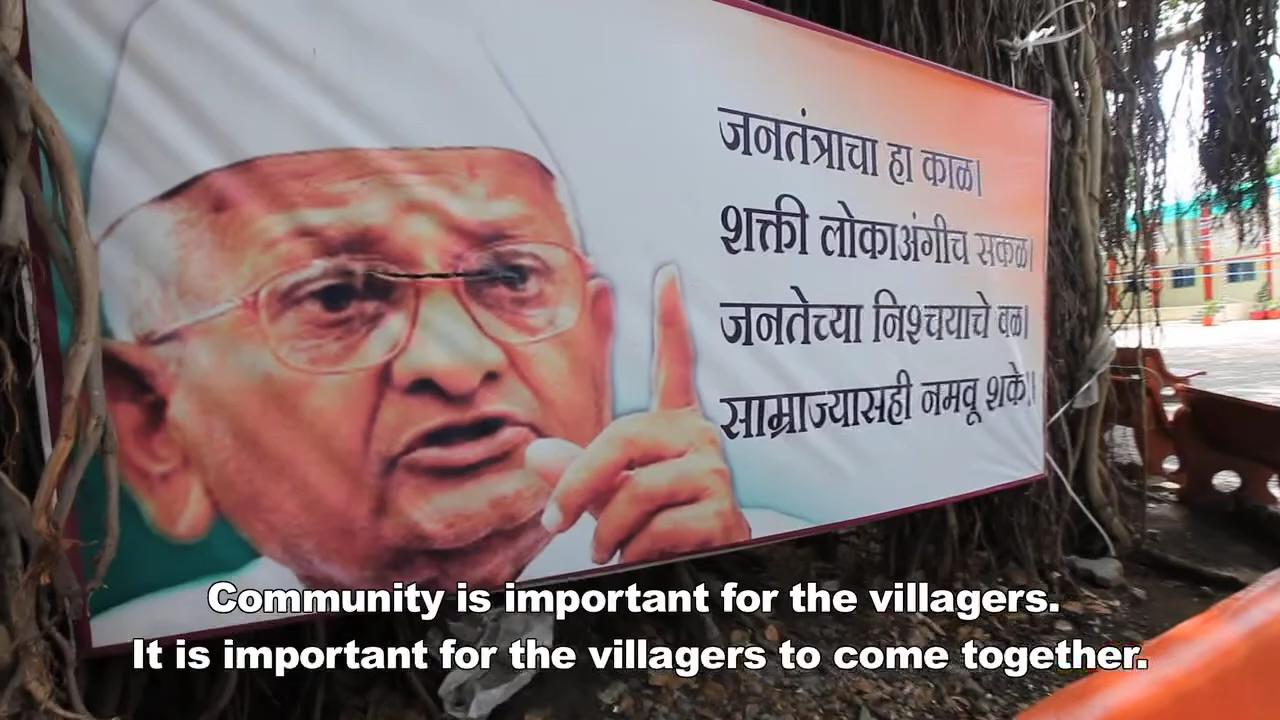 जनतंत्राचा हा काळ।
शक्ती लोकाअंगीच सकळ।
जनतेच्या निश्चयाचे बळ।
साम्राज्यासही नमवू शके।।
Community is important for the villagers.
It is important for the villagers to come together.